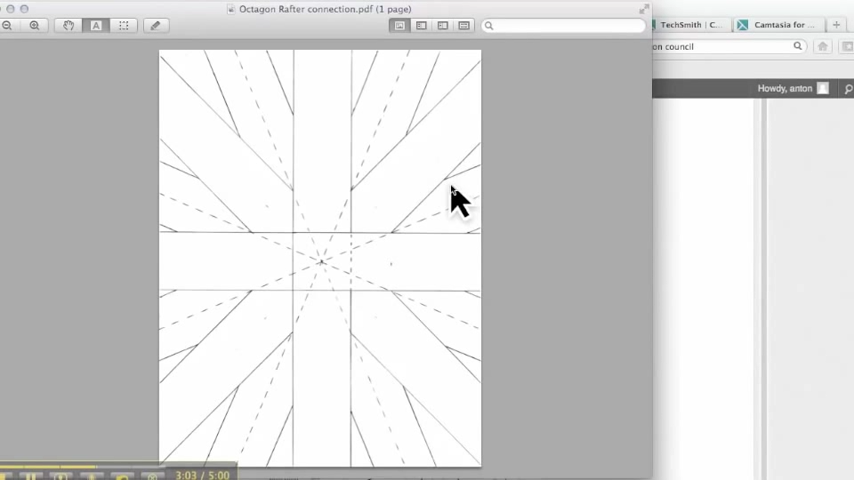 Octagon Rafter connection.pdf (1 page)
TechSmith | C...
Camtasia for ...
on council
Howdy, anton
3:03 / 5:00